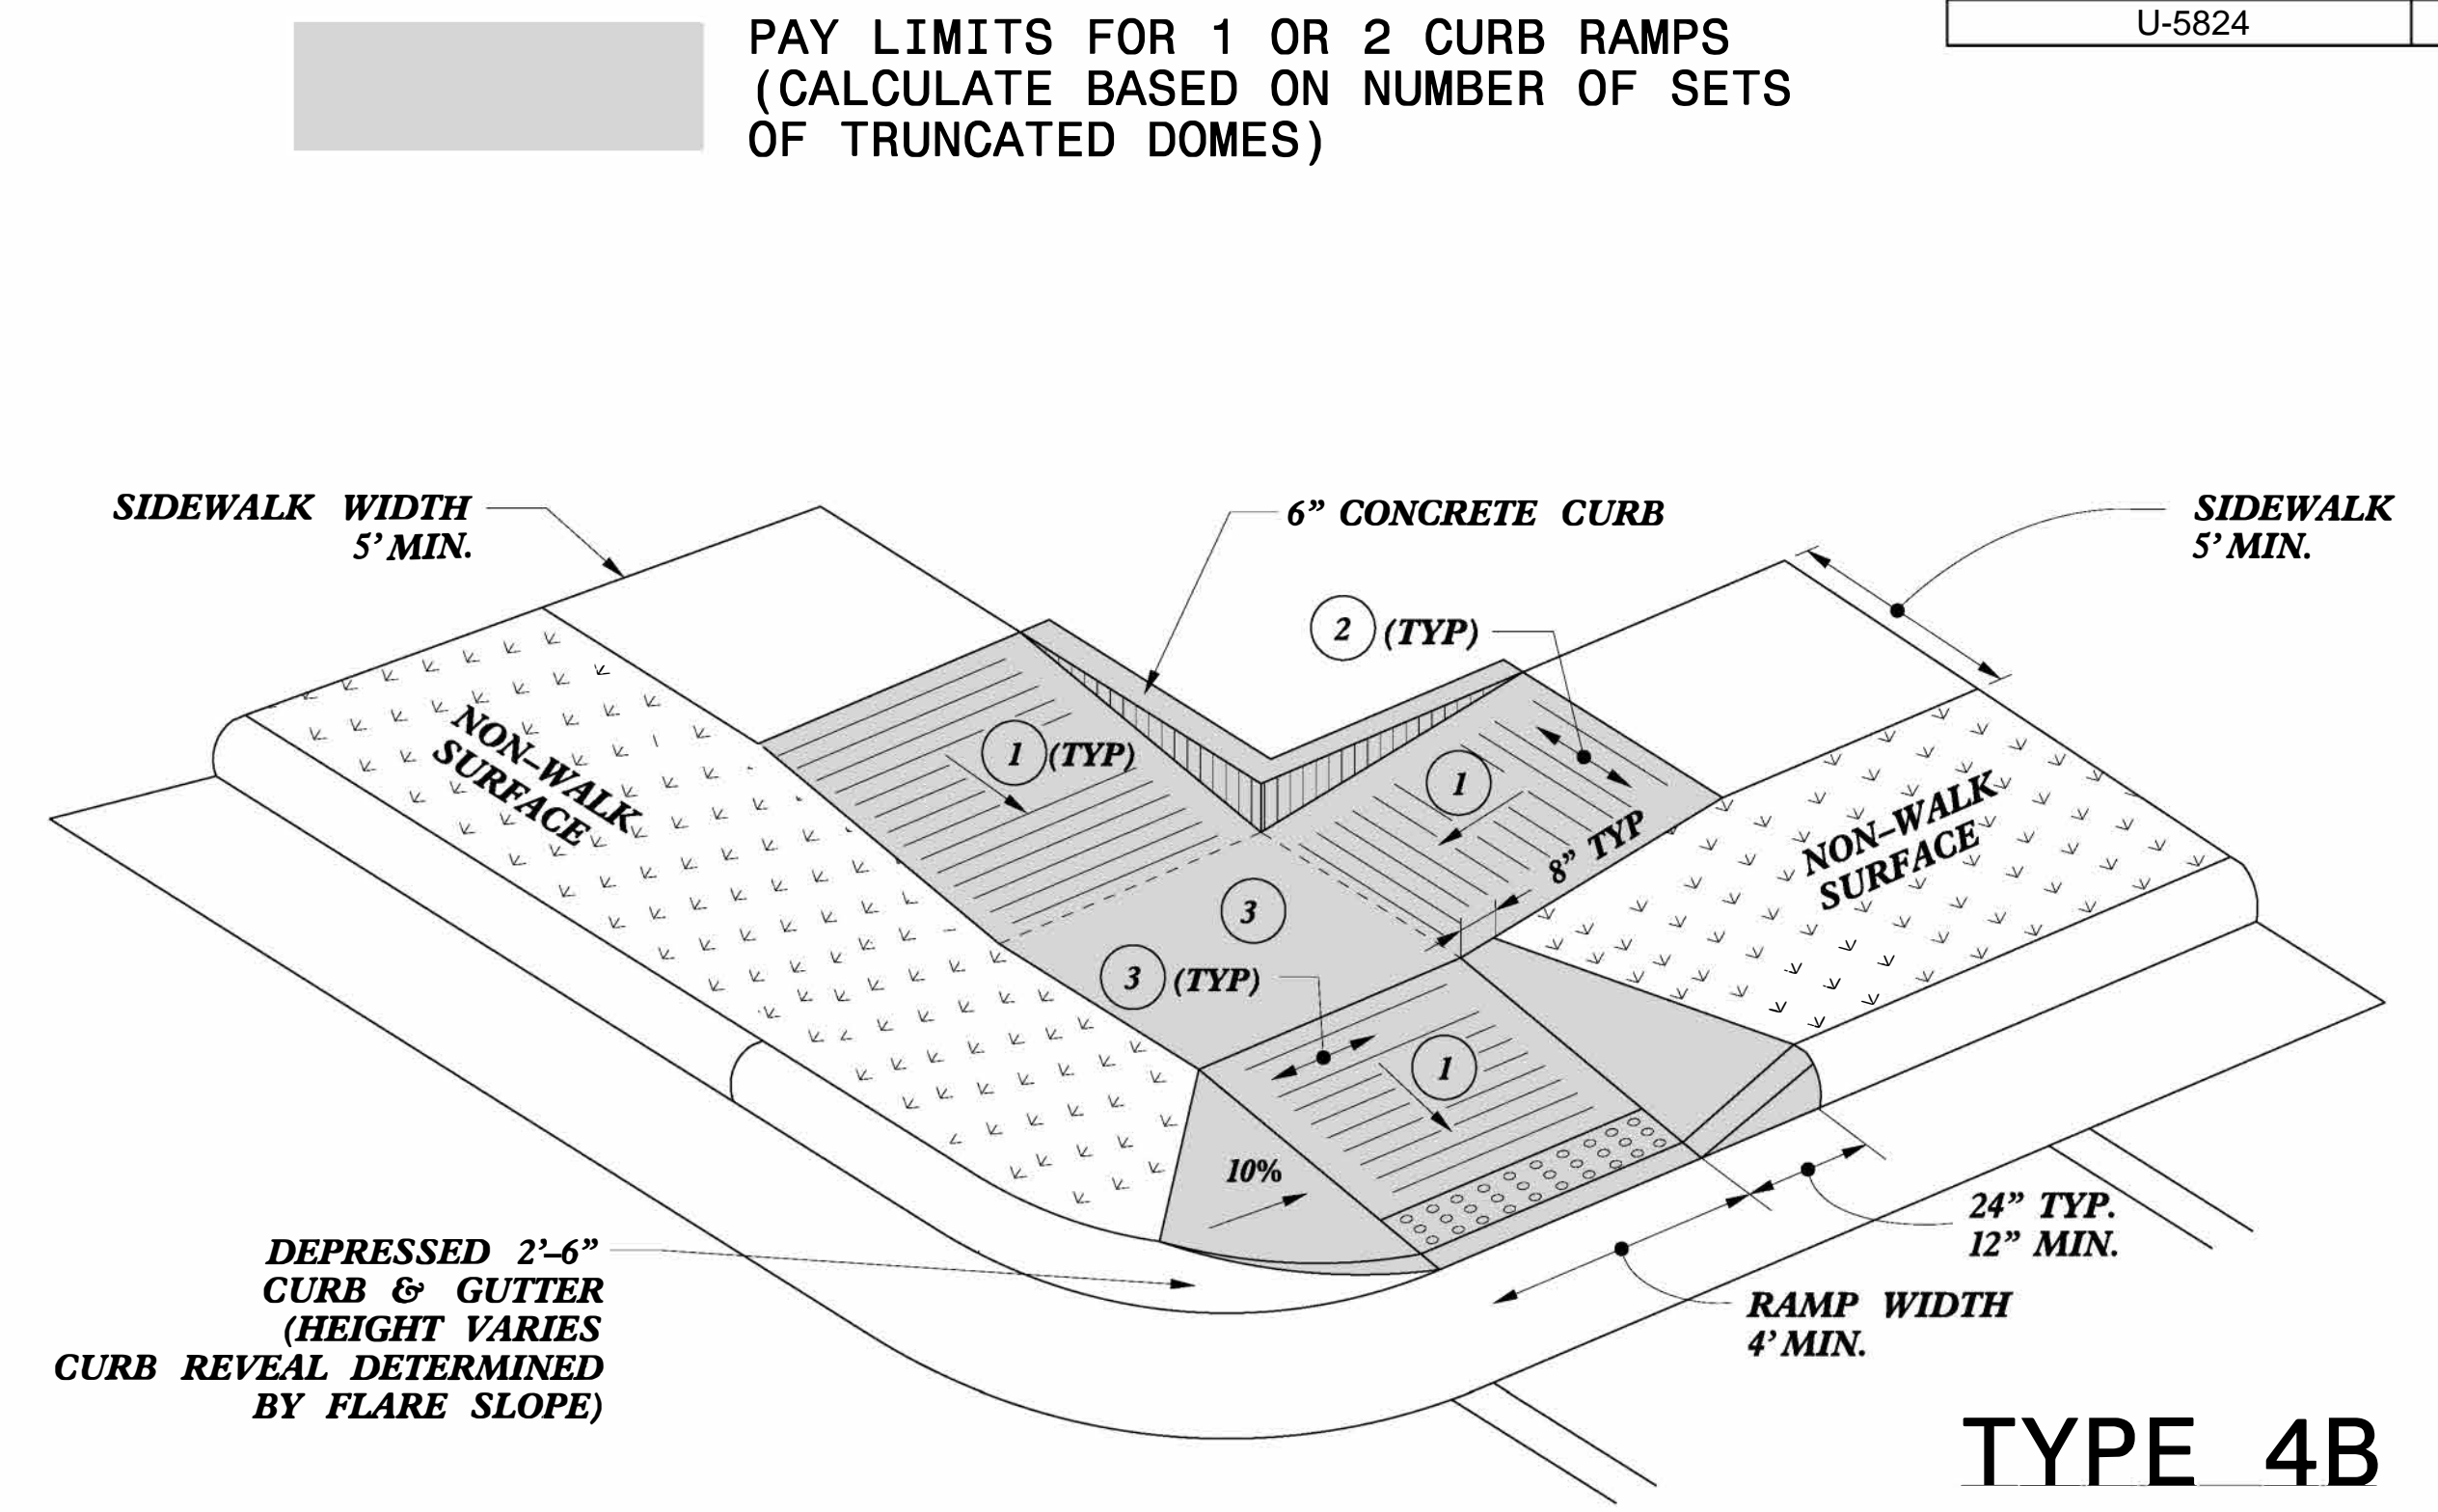 PAY LIMITS FOR 1 OR 2 CURB RAMPS
(CALCULATE BASED ON NUMBER OF SETS
OF TRUNCATED DOMES)
U-5824
SIDEWALK WIDTH
5' MIN.
6” CONCRETE CURB
SIDEWALK
5' MIN.
2 (TYP)
NON-WALK
SURFACE
1 (TYP)
1
8” TYP
NON-WALK
SURFACE
3
3 (TYP)
1
10%
24” TYP.
12” MIN.
DEPRESSED 2'-6”
CURB & GUTTER
(HEIGHT VARIES
CURB REVEAL DETERMINED
BY FLARE SLOPE)
RAMP WIDTH
4' MIN.
TYPE 4B